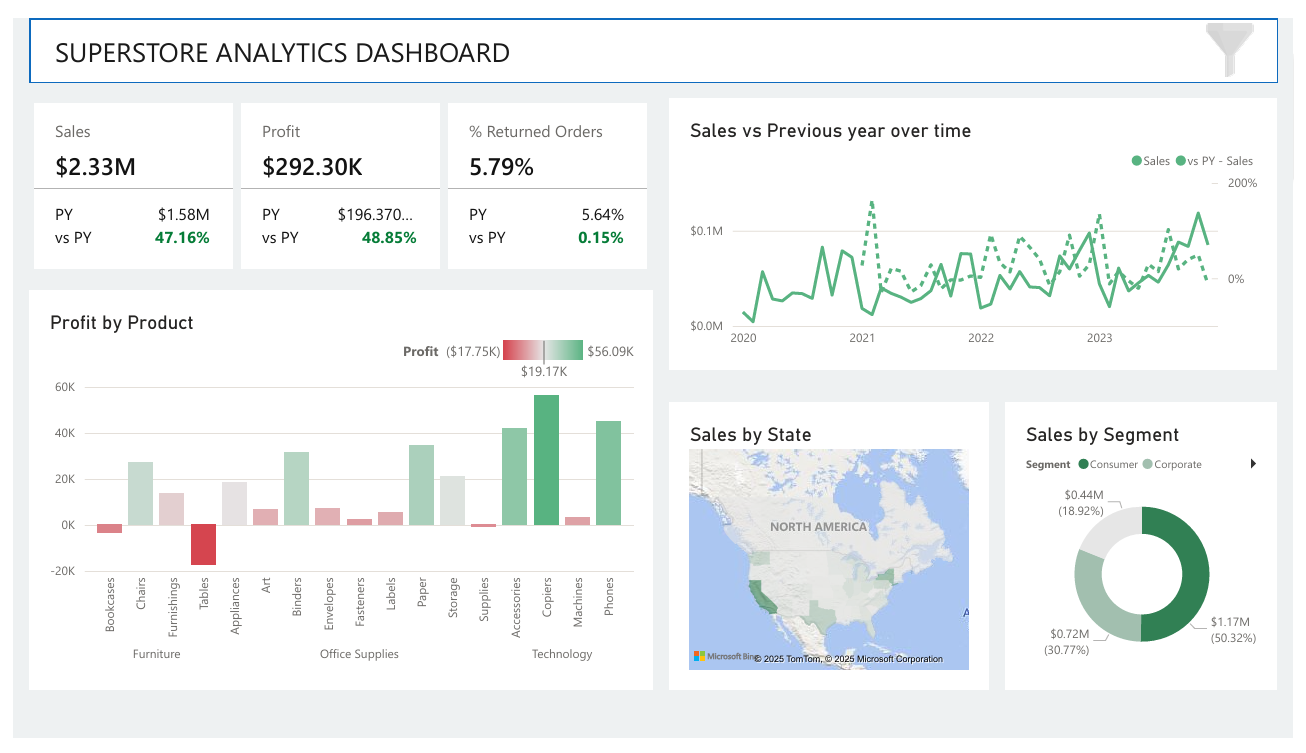 SUPERSTORE ANALYTICS DASHBOARD
Sales
$2.33M
PY $1.58M
vs PY 47.16%
Profit
$292.30K
PY $196.370...
vs PY 48.85%
% Returned Orders
5.79%
PY 5.64%
vs PY 0.15%
Sales vs Previous year over time
Sales vs PY - Sales
200%
$0.1M
0%
$0.0M
2020 2021 2022 2023
Profit by Product
Profit ($17.75K) $56.09K
$19.17K
60K
40K
20K
0K
-20K
Bookcases
Chairs
Furnishings
Tables
Appliances
Art
Binders
Envelopes
Fasteners
Labels
Paper
Storage
Supplies
Accessories
Copiers
Machines
Phones
Furniture Office Supplies Technology
Sales by State
NORTH AMERICA
A
Microsoft Bing
© 2025 TomTom, © 2025 Microsoft Corporation
Sales by Segment
Segment Consumer Corporate
$0.44M
(18.92%)
$1.17M
(50.32%)
$0.72M
(30.77%)